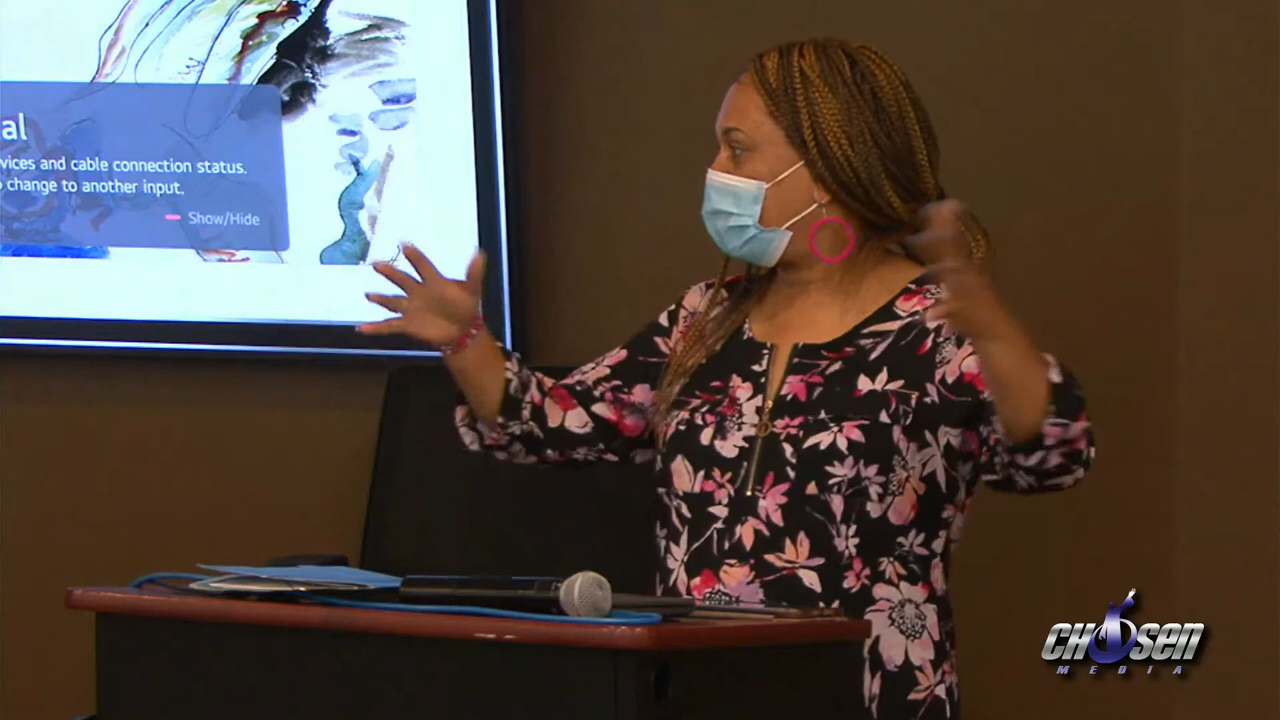 al
vices and cable connection status.
change to another input.
Show/Hide
CHOSEN
MEDIA